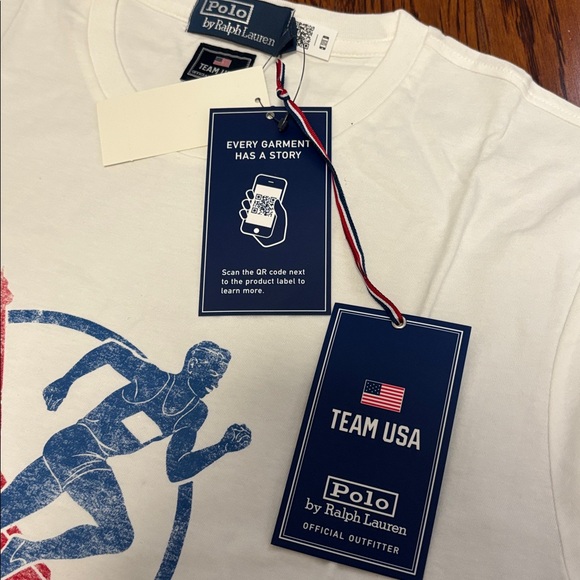 Polo
by Ralph Lauren
TEAM USA
EVERY GARMENT
HAS A STORY
Scan the QR code next
to the product label to
learn more.
TEAM USA
Polo
by Ralph Lauren
OFFICIAL OUTFITTER